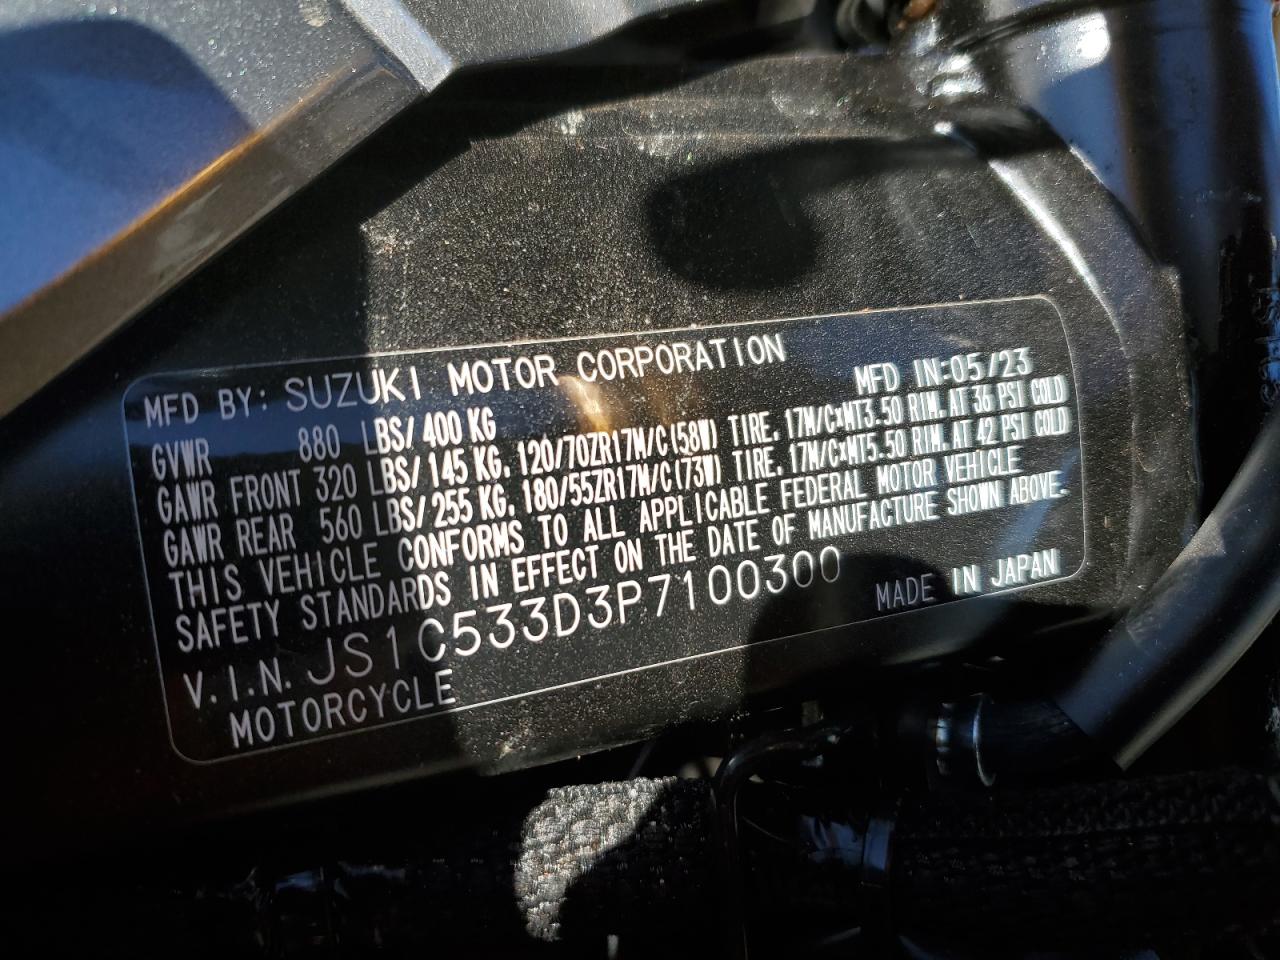 MFD BY: SUZUKI MOTOR CORPORATION
MFD IN:05/23
GVWR 880 LBS/ 400 KG
GAWR FRONT 320 LBS/ 145 KG. 120/70ZR17M/C(58W) TIRE, 17M/CxMT3.50 RIM, AT 36 PSI COLD
GAWR REAR 560 LBS/ 255 KG. 180/55ZR17M/C(73W) TIRE, 17M/CxMT5.50 RIM, AT 42 PSI COLD
THIS VEHICLE CONFORMS TO ALL APPLICABLE FEDERAL MOTOR VEHICLE
SAFETY STANDARDS IN EFFECT ON THE DATE OF MANUFACTURE SHOWN ABOVE.
V.I.N. JS1C533D3P7100300
MADE IN JAPAN
MOTORCYCLE